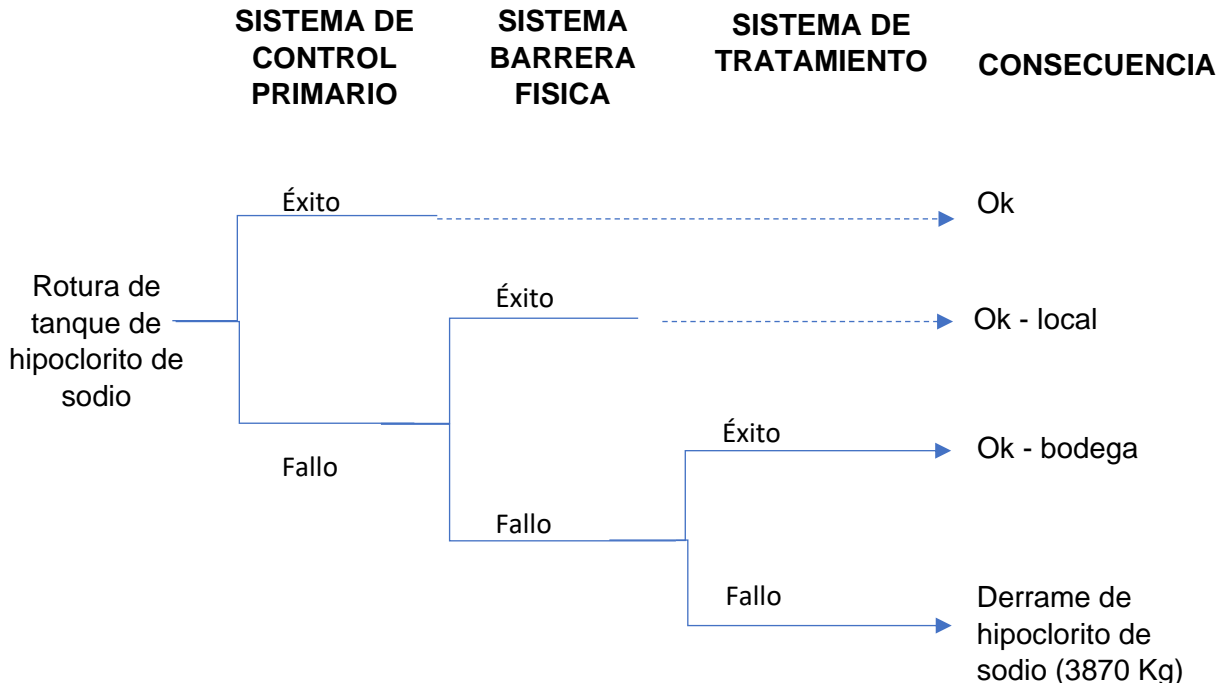 SISTEMA DE
CONTROL
PRIMARIO
SISTEMA
BARRERA
FISICA
SISTEMA DE
TRATAMIENTO
CONSECUENCIA
Éxito
Ok
Rotura de
tanque de
hipoclorito de
sodio
Éxito
Ok - local
Fallo
Éxito
Ok - bodega
Fallo
Fallo
Derrame de
hipoclorito de
sodio (3870 Kg)